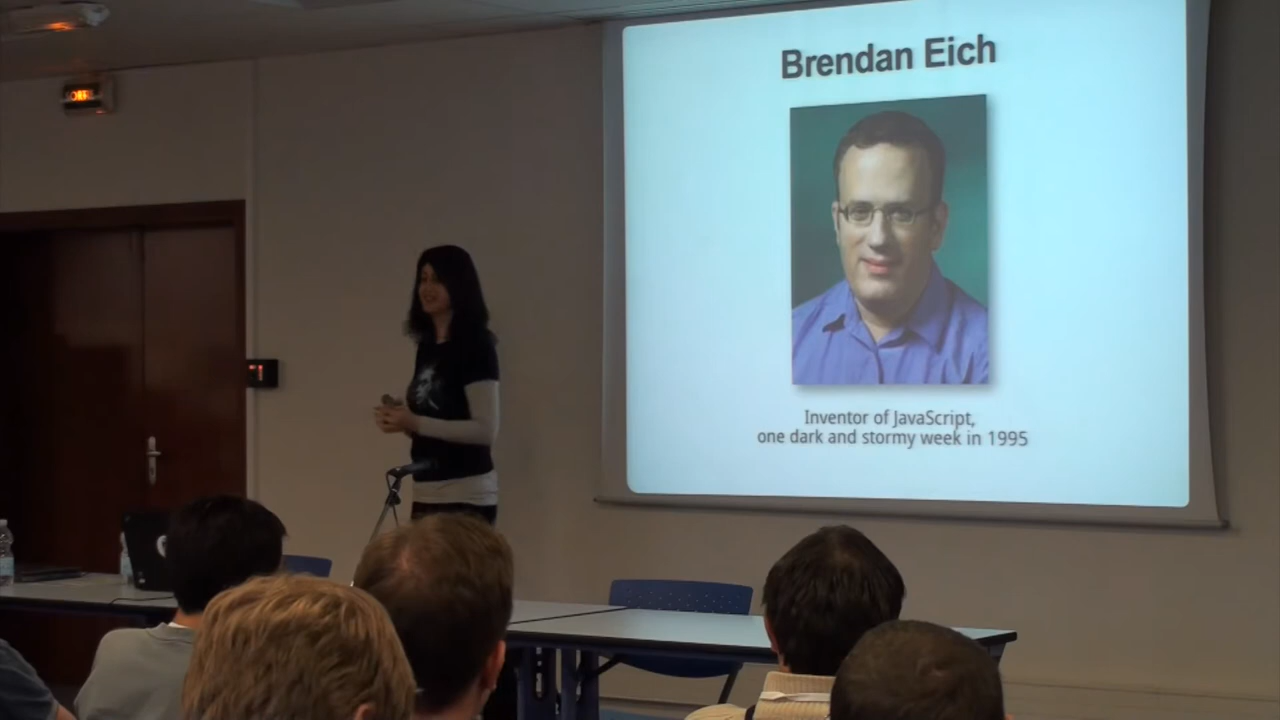 Brendan Eich
Inventor of JavaScript,
one dark and stormy week in 1995